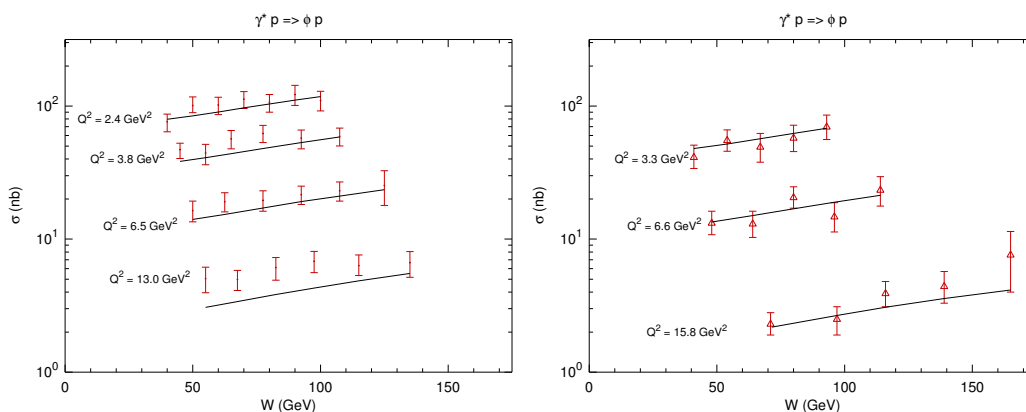 γ* p => ϕ p
σ (nb)
10²
10¹
10⁰
Q² = 2.4 GeV²
Q² = 3.8 GeV²
Q² = 6.5 GeV²
Q² = 13.0 GeV²
0 50 100 150
W (GeV)
γ* p => ϕ p
σ (nb)
10²
10¹
10⁰
Q² = 3.3 GeV²
Q² = 6.6 GeV²
Q² = 15.8 GeV²
0 50 100 150
W (GeV)